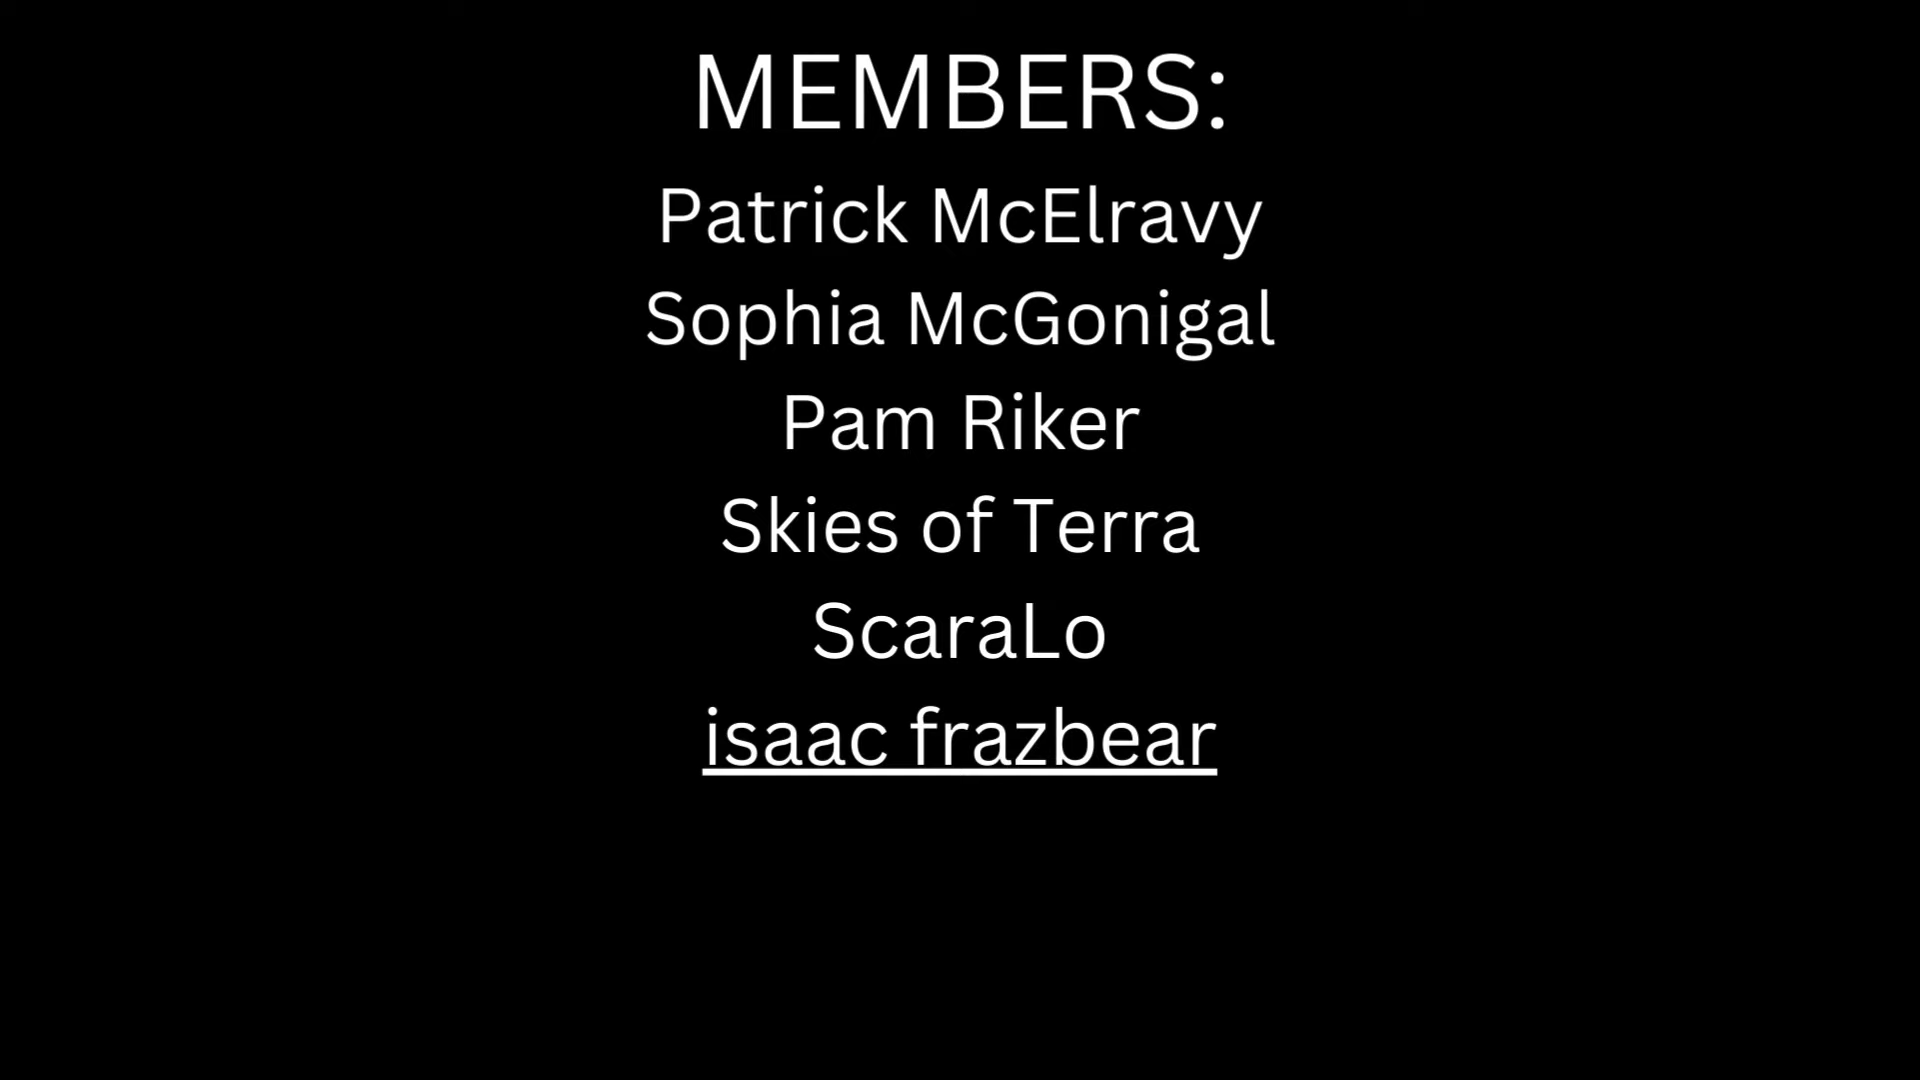 MEMBERS:
Patrick McElravy
Sophia McGonigal
Pam Riker
Skies of Terra
ScaraLo
isaac frazbear